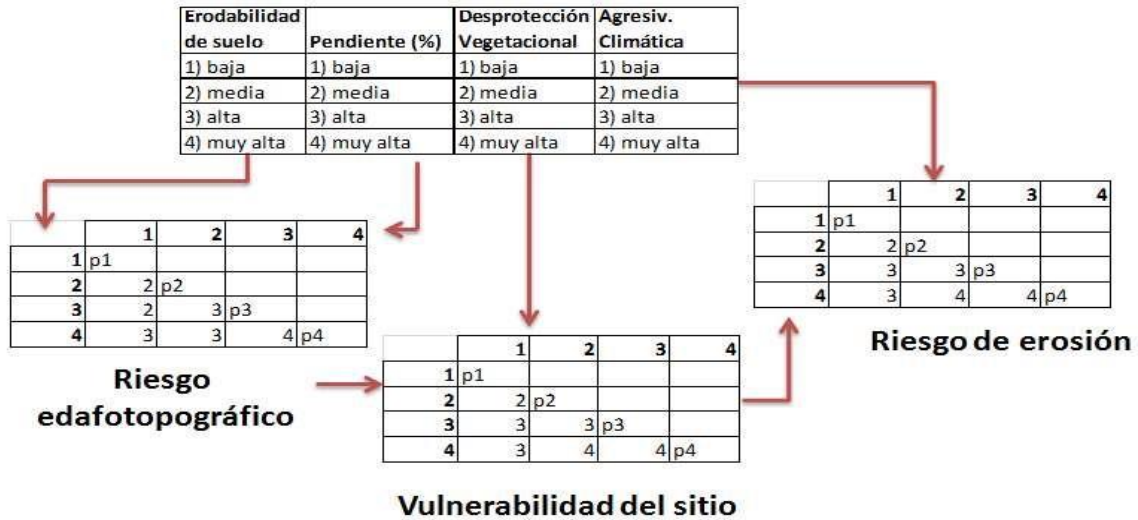 Erodabilidad de suelo | Pendiente (%) | Desprotección Vegetacional | Agresiv. Climática
1) baja | 1) baja | 1) baja | 1) baja
2) media | 2) media | 2) media | 2) media
3) alta | 3) alta | 3) alta | 3) alta
4) muy alta | 4) muy alta | 4) muy alta | 4) muy alta
1 2 3 4
1 p1
2 2 p2
3 2 3 p3
4 3 3 4 p4
Riesgo
edafotopográfico
1 2 3 4
1 p1
2 2 p2
3 3 3 p3
4 3 4 4 p4
Vulnerabilidad del sitio
1 2 3 4
1 p1
2 2 p2
3 3 3 p3
4 3 4 4 p4
Riesgo de erosión